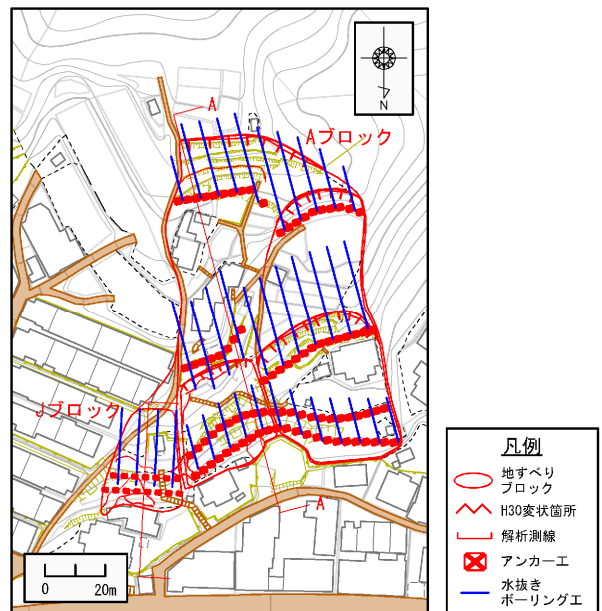 N
A
Aブロック
Jブロック
A
0 20m
凡例
地すべり
ブロック
H30変状箇所
解析測線
アンカー工
水抜き
ボーリング工